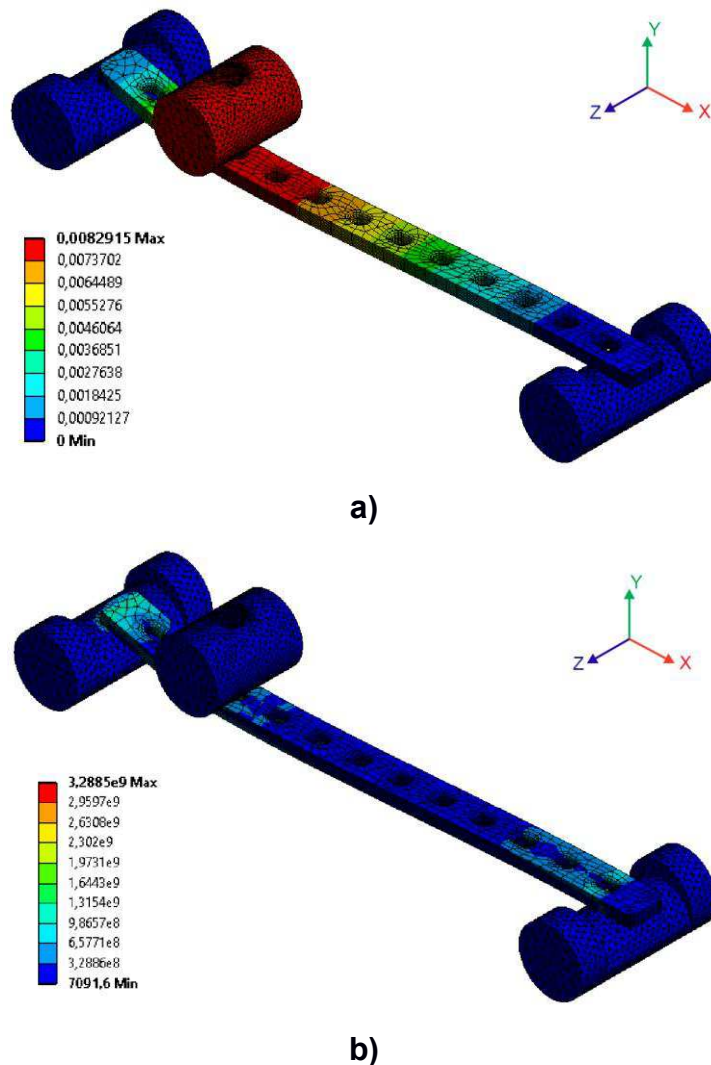 Y
Z
X
0,0082915 Max
0,0073702
0,0064489
0,0055276
0,0046064
0,0036851
0,0027638
0,0018425
0,00092127
0 Min
a)
Y
Z
X
3,2885e9 Max
2,9597e9
2,6308e9
2,302e9
1,9731e9
1,6443e9
1,3154e9
9,8657e8
6,5771e8
3,2886e8
7091,6 Min
b)